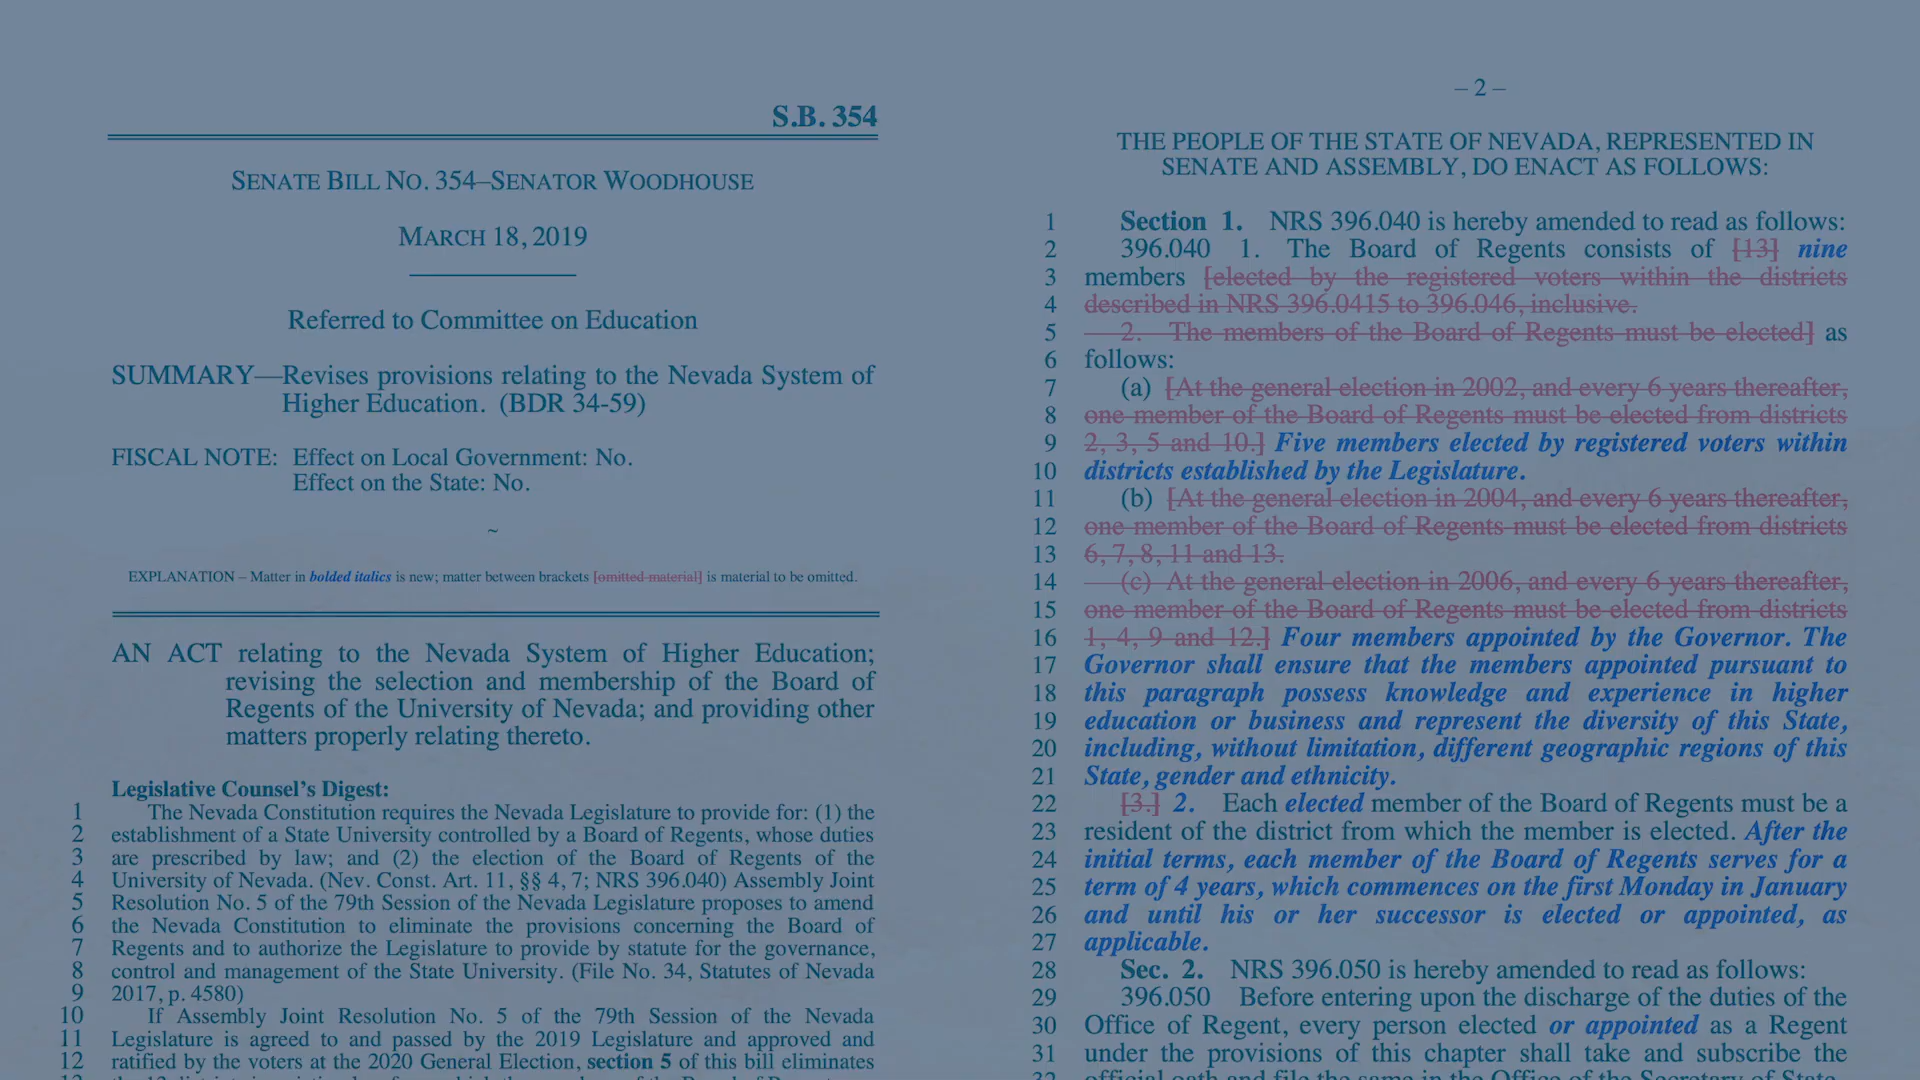 S.B. 354
SENATE BILL NO. 354–SENATOR WOODHOUSE
MARCH 18, 2019
Referred to Committee on Education
SUMMARY—Revises provisions relating to the Nevada System of
Higher Education. (BDR 34-59)
FISCAL NOTE: Effect on Local Government: No.
Effect on the State: No.
~
EXPLANATION – Matter in bolded italics is new; matter between brackets [omitted material] is material to be omitted.
AN ACT relating to the Nevada System of Higher Education;
revising the selection and membership of the Board of
Regents of the University of Nevada; and providing other
matters properly relating thereto.
Legislative Counsel's Digest:
1 The Nevada Constitution requires the Nevada Legislature to provide for: (1) the
2 establishment of a State University controlled by a Board of Regents, whose duties
3 are prescribed by law; and (2) the election of the Board of Regents of the
4 University of Nevada. (Nev. Const. Art. 11, §§ 4, 7; NRS 396.040) Assembly Joint
5 Resolution No. 5 of the 79th Session of the Nevada Legislature proposes to amend
6 the Nevada Constitution to eliminate the provisions concerning the Board of
7 Regents and to authorize the Legislature to provide by statute for the governance,
8 control and management of the State University. (File No. 34, Statutes of Nevada
9 2017, p. 4580)
10 If Assembly Joint Resolution No. 5 of the 79th Session of the Nevada
11 Legislature is agreed to and passed by the 2019 Legislature and approved and
12 ratified by the voters at the 2020 General Election, section 5 of this bill eliminates
– 2 –
THE PEOPLE OF THE STATE OF NEVADA, REPRESENTED IN
SENATE AND ASSEMBLY, DO ENACT AS FOLLOWS:
1 Section 1. NRS 396.040 is hereby amended to read as follows:
2 396.040 1. The Board of Regents consists of [13] nine
3 members [elected by the registered voters within the districts
4 described in NRS 396.0415 to 396.046, inclusive.
5 2. The members of the Board of Regents must be elected] as
6 follows:
7 (a) [At the general election in 2002, and every 6 years thereafter,
8 one member of the Board of Regents must be elected from districts
9 2, 3, 5 and 10.] Five members elected by registered voters within
10 districts established by the Legislature.
11 (b) [At the general election in 2004, and every 6 years thereafter,
12 one member of the Board of Regents must be elected from districts
13 6, 7, 8, 11 and 13.
14 (c) At the general election in 2006, and every 6 years thereafter,
15 one member of the Board of Regents must be elected from districts
16 1, 4, 9 and 12.] Four members appointed by the Governor. The
17 Governor shall ensure that the members appointed pursuant to
18 this paragraph possess knowledge and experience in higher
19 education or business and represent the diversity of this State,
20 including, without limitation, different geographic regions of this
21 State, gender and ethnicity.
22 [3.] 2. Each elected member of the Board of Regents must be a
23 resident of the district from which the member is elected. After the
24 initial terms, each member of the Board of Regents serves for a
25 term of 4 years, which commences on the first Monday in January
26 and until his or her successor is elected or appointed, as
27 applicable.
28 Sec. 2. NRS 396.050 is hereby amended to read as follows:
29 396.050 Before entering upon the discharge of the duties of the
30 Office of Regent, every person elected or appointed as a Regent
31 under the provisions of this chapter shall take and subscribe the
32 official oath and file the same in the Office of the Secretary of State